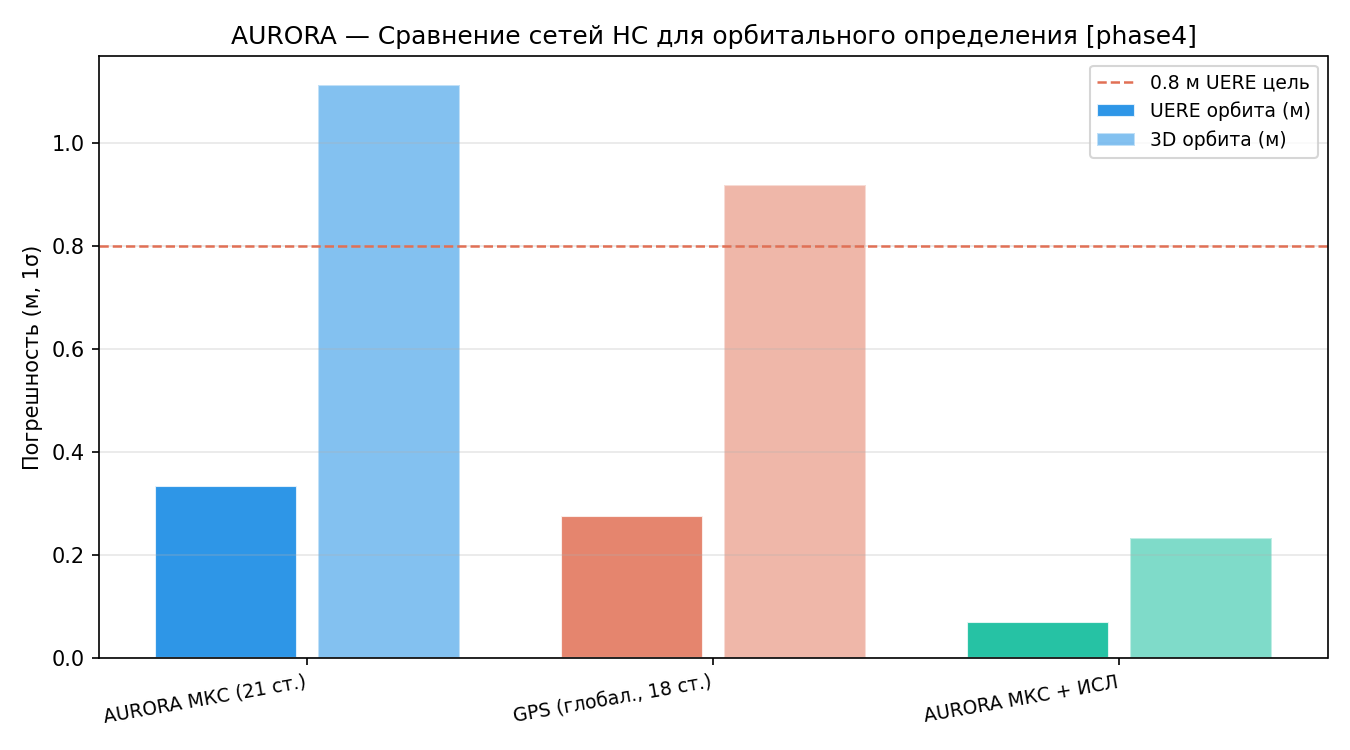 AURORA — Сравнение сетей НС для орбитального определения [phase4]
0.8 м UERE цель
UERE орбита (м)
3D орбита (м)
Погрешность (м, 1σ)
1.0
0.8
0.6
0.4
0.2
0.0
AURORA МКС (21 ст.)
GPS (глобал., 18 ст.)
AURORA МКС + ИСЛ